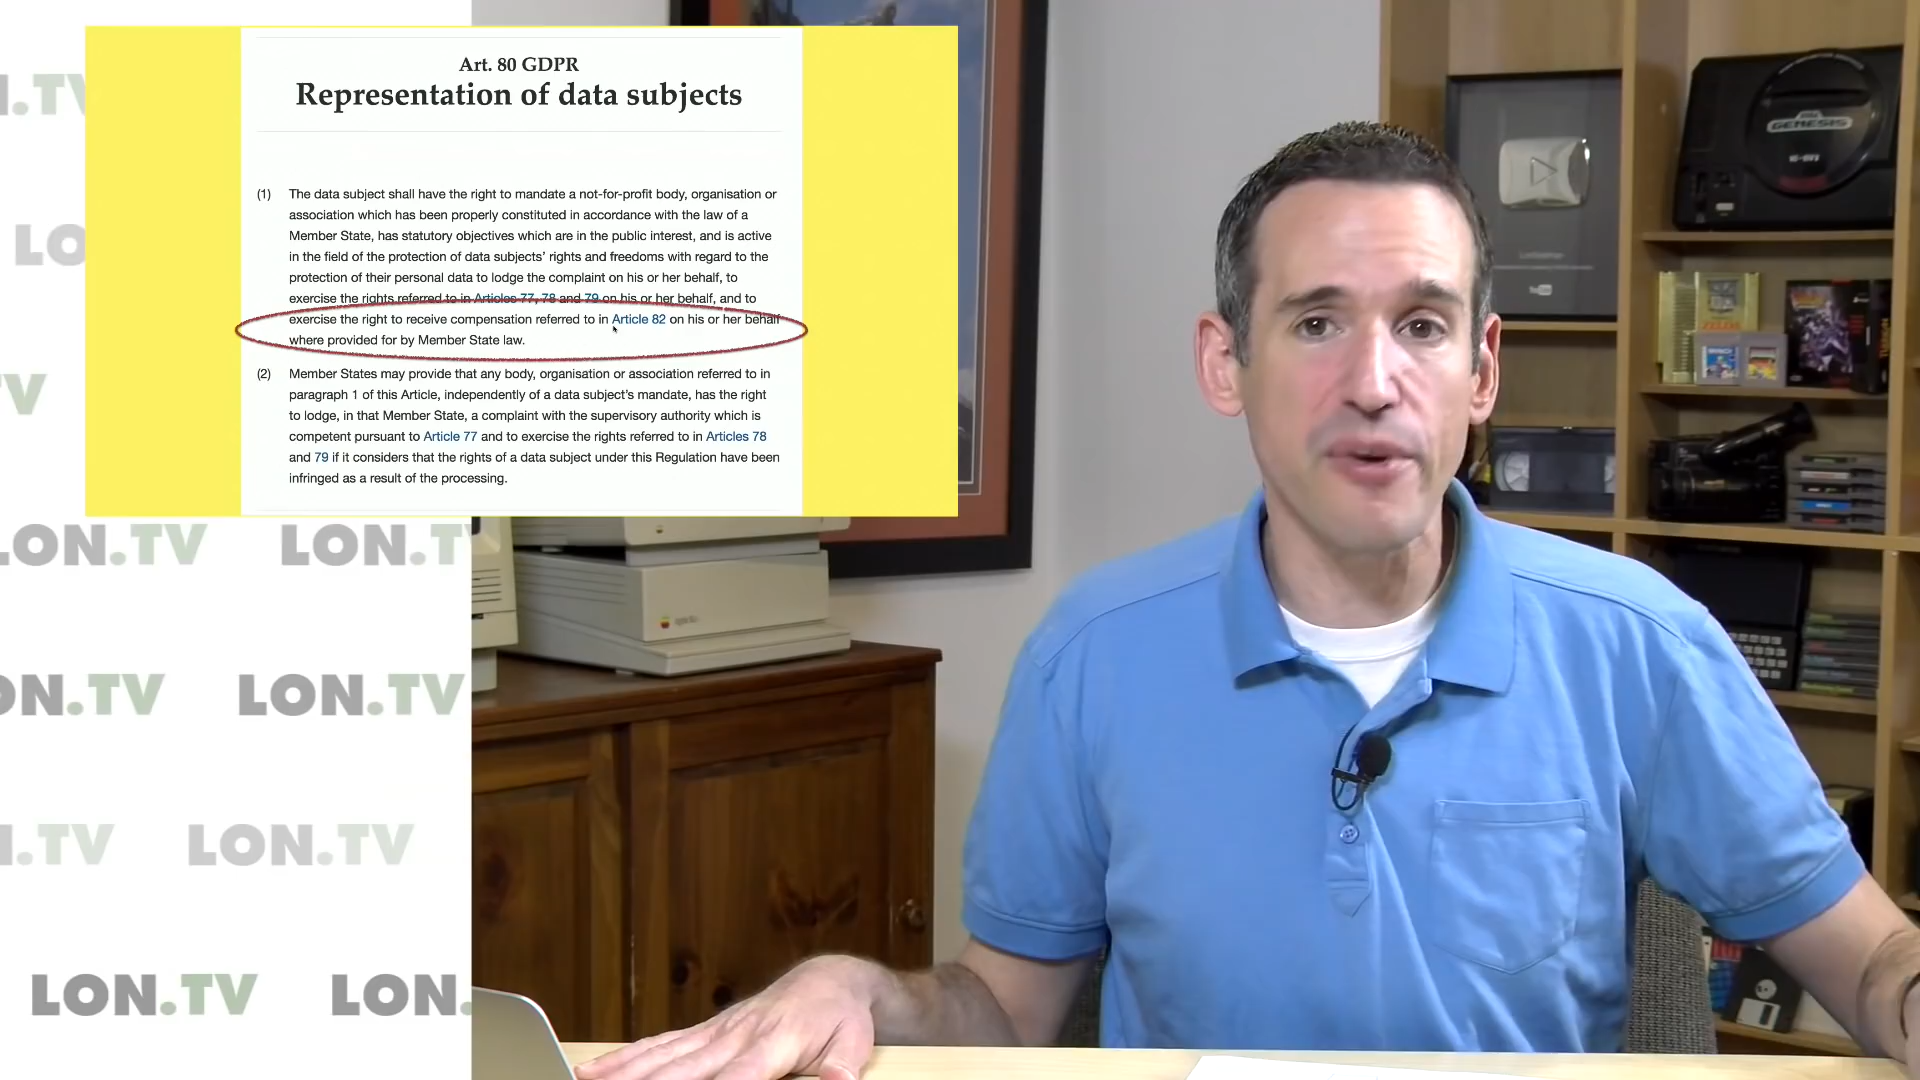 Art. 80 GDPR
Representation of data subjects
(1) The data subject shall have the right to mandate a not-for-profit body, organisation or
association which has been properly constituted in accordance with the law of a
Member State, has statutory objectives which are in the public interest, and is active
in the field of the protection of data subjects’ rights and freedoms with regard to the
protection of their personal data to lodge the complaint on his or her behalf, to
exercise the rights referred to in Articles 77, 78 and 79 on his or her behalf, and to
exercise the right to receive compensation referred to in Article 82 on his or her behalf
where provided for by Member State law.
(2) Member States may provide that any body, organisation or association referred to in
paragraph 1 of this Article, independently of a data subject’s mandate, has the right
to lodge, in that Member State, a complaint with the supervisory authority which is
competent pursuant to Article 77 and to exercise the rights referred to in Articles 78
and 79 if it considers that the rights of a data subject under this Regulation have been
infringed as a result of the processing.
N.TV
LO
TV
LON.TV LON.T
ON.TV LON.TV
N.TV LON.TV
LON.TV LON.
GENESIS
ZELDA
YouTube